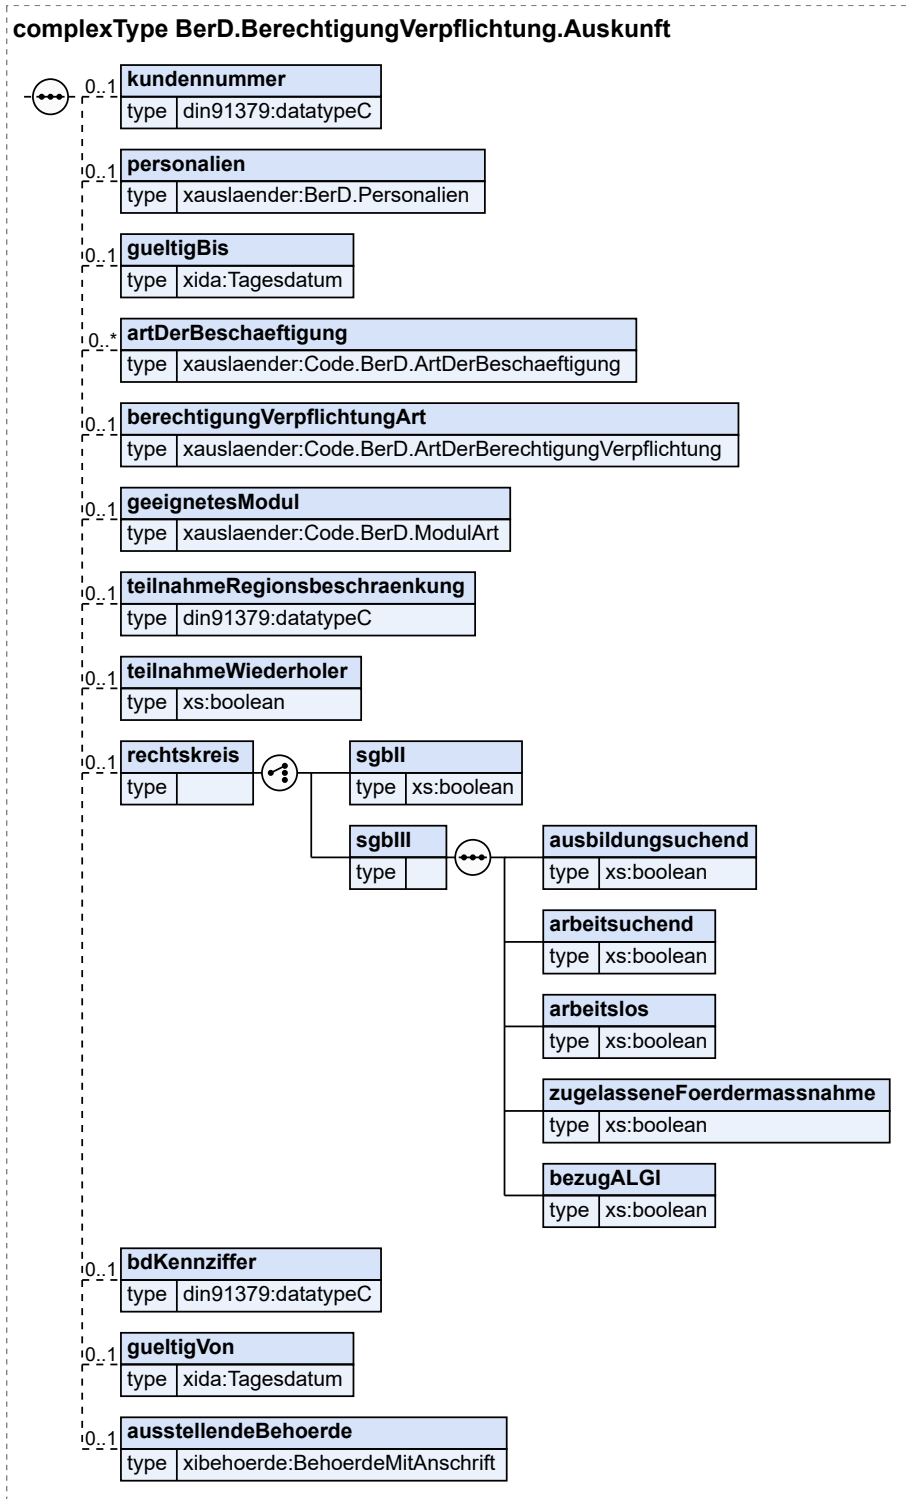 complexType BerD.BerechtigungVerpflichtung.Auskunft
0..1 kundennummer
type din91379:datatypeC
0..1 personalien
type xauslaender:BerD.Personalien
0..1 gueltigBis
type xida:Tagesdatum
0..* artDerBeschaeftigung
type xauslaender:Code.BerD.ArtDerBeschaeftigung
0..1 berechtigungVerpflichtungArt
type xauslaender:Code.BerD.ArtDerBerechtigungVerpflichtung
0..1 geeignetesModul
type xauslaender:Code.BerD.ModulArt
0..1 teilnahmeRegionsbeschraenkung
type din91379:datatypeC
0..1 teilnahmeWiederholer
type xs:boolean
0..1 rechtskreis sgbII
type type xs:boolean
sgbIII ausbildungsuchend
type type xs:boolean
arbeitsuchend
type xs:boolean
arbeitslos
type xs:boolean
zugelasseneFoerdermassnahme
type xs:boolean
bezugALGI
type xs:boolean
0..1 bdKennziffer
type din91379:datatypeC
0..1 gueltigVon
type xida:Tagesdatum
0..1 ausstellendeBehoerde
type xibehoerde:BehoerdeMitAnschrift